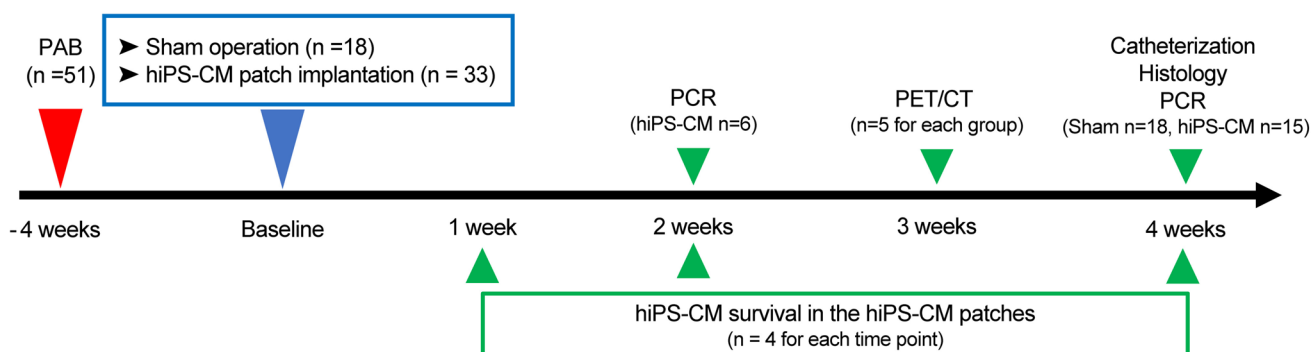 PAB
(n =51)
➤ Sham operation (n =18)
➤ hiPS-CM patch implantation (n = 33)
PCR
(hiPS-CM n=6)
PET/CT
(n=5 for each group)
Catheterization
Histology
PCR
(Sham n=18, hiPS-CM n=15)
- 4 weeks
Baseline
1 week
2 weeks
3 weeks
4 weeks
hiPS-CM survival in the hiPS-CM patches
(n = 4 for each time point)